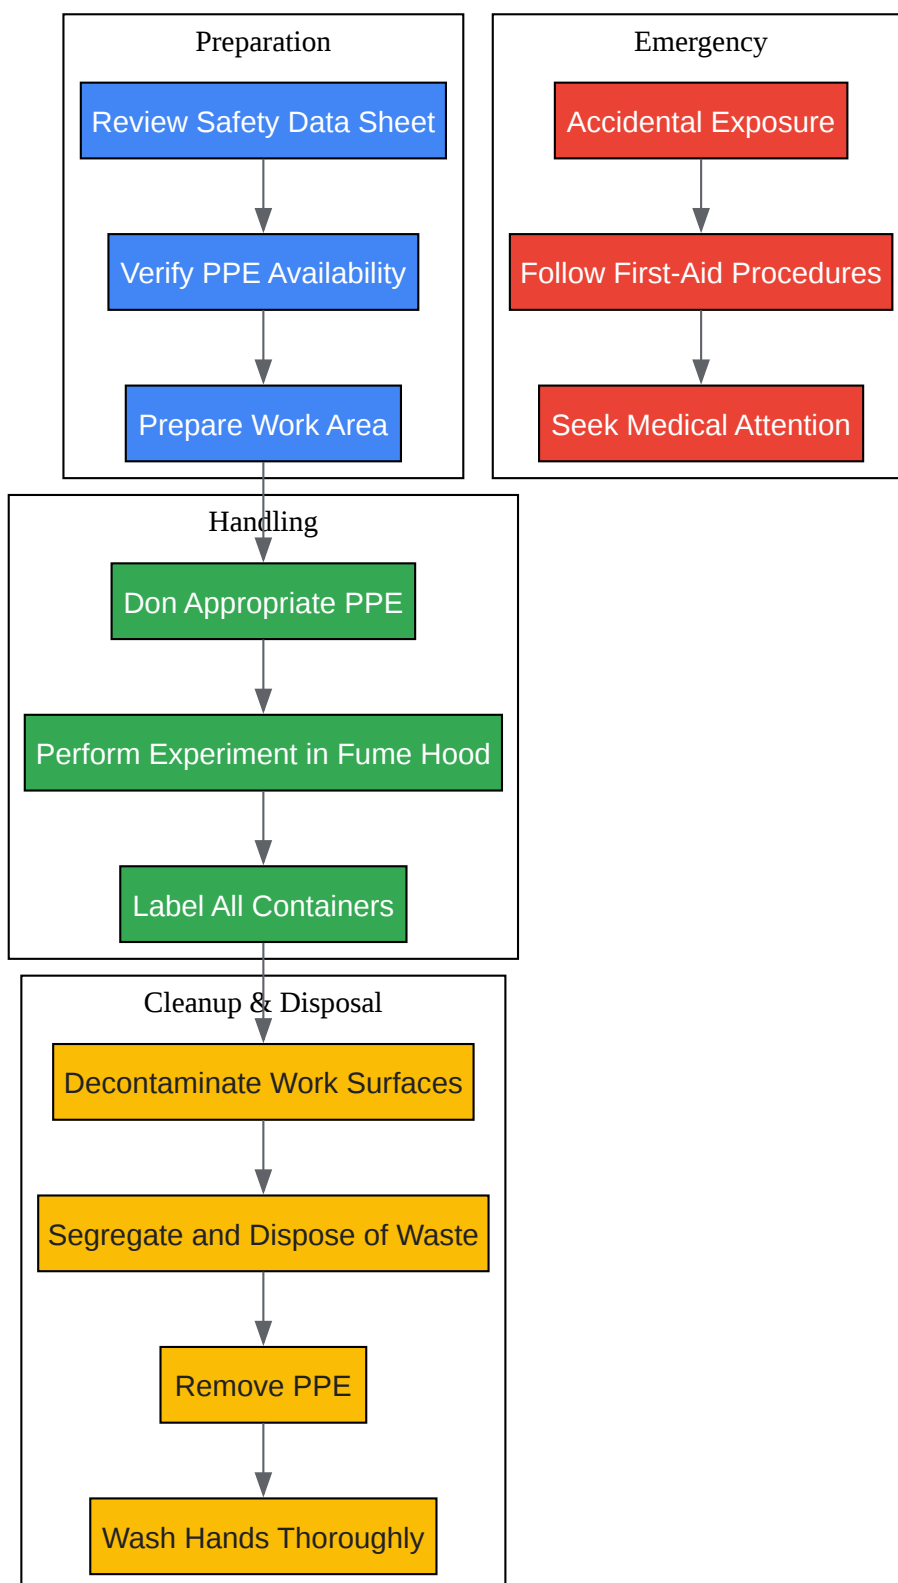 Preparation
Review Safety Data Sheet
Verify PPE Availability
Prepare Work Area
Emergency
Accidental Exposure
Follow First-Aid Procedures
Seek Medical Attention
Handling
Don Appropriate PPE
Perform Experiment in Fume Hood
Label All Containers
Cleanup & Disposal
Decontaminate Work Surfaces
Segregate and Dispose of Waste
Remove PPE
Wash Hands Thoroughly